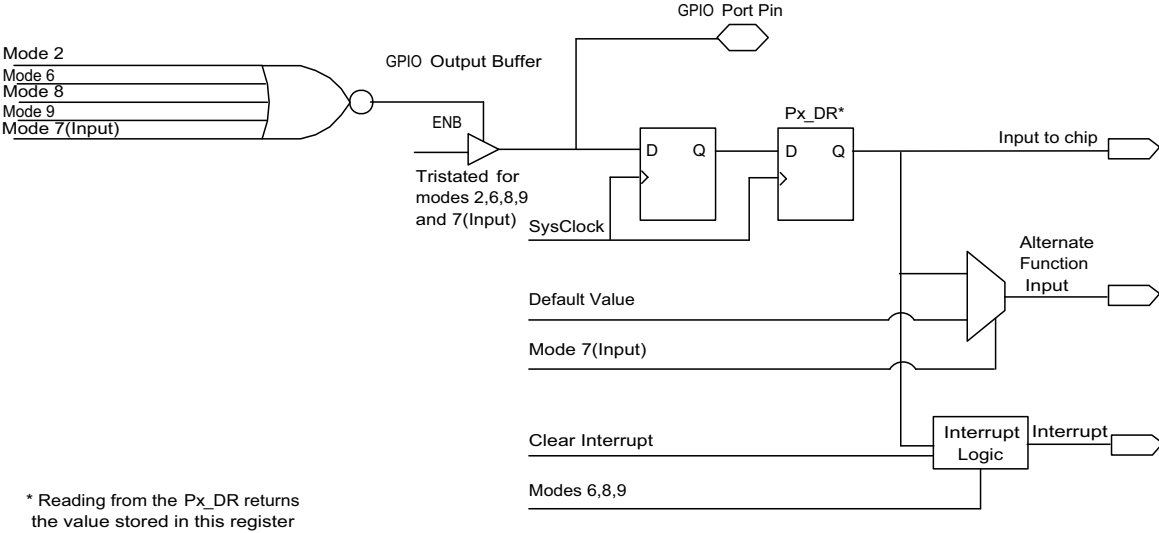 GPIO Port Pin
Mode 2
GPIO Output Buffer
Mode 6
Mode 8
Mode 9
Mode 7(Input)
ENB
Px_DR*
D Q
D Q
Input to chip
Tristated for
modes 2,6,8,9
and 7(Input)
SysClock
Alternate
Function
Input
Default Value
Mode 7(Input)
Clear Interrupt
Interrupt
Logic
Interrupt
Modes 6,8,9
* Reading from the Px_DR returns
the value stored in this register